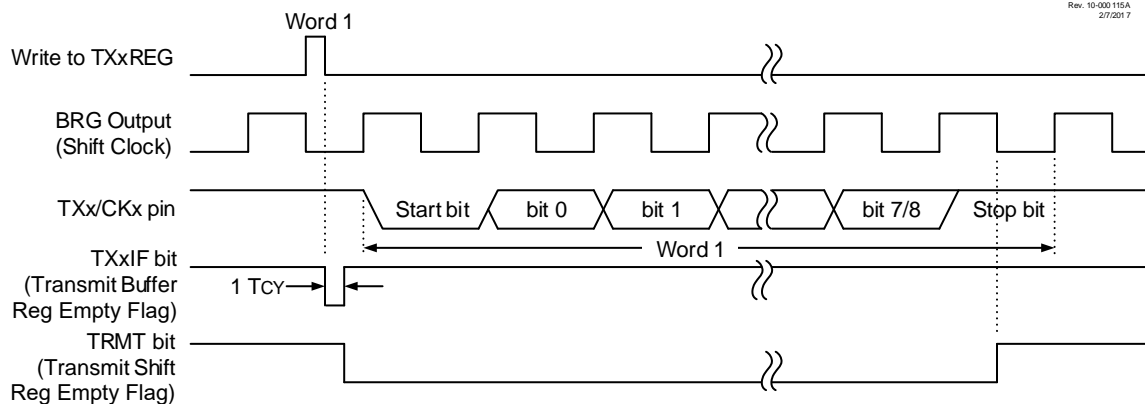 Rev. 10-000 115A
2/7/2017
Word 1
Write to TXxREG
BRG Output
(Shift Clock)
TXx/CKx pin
Start bit
bit 0
bit 1
bit 7/8
Stop bit
Word 1
TXxIF bit
(Transmit Buffer
Reg Empty Flag)
1 TCY
TRMT bit
(Transmit Shift
Reg Empty Flag)